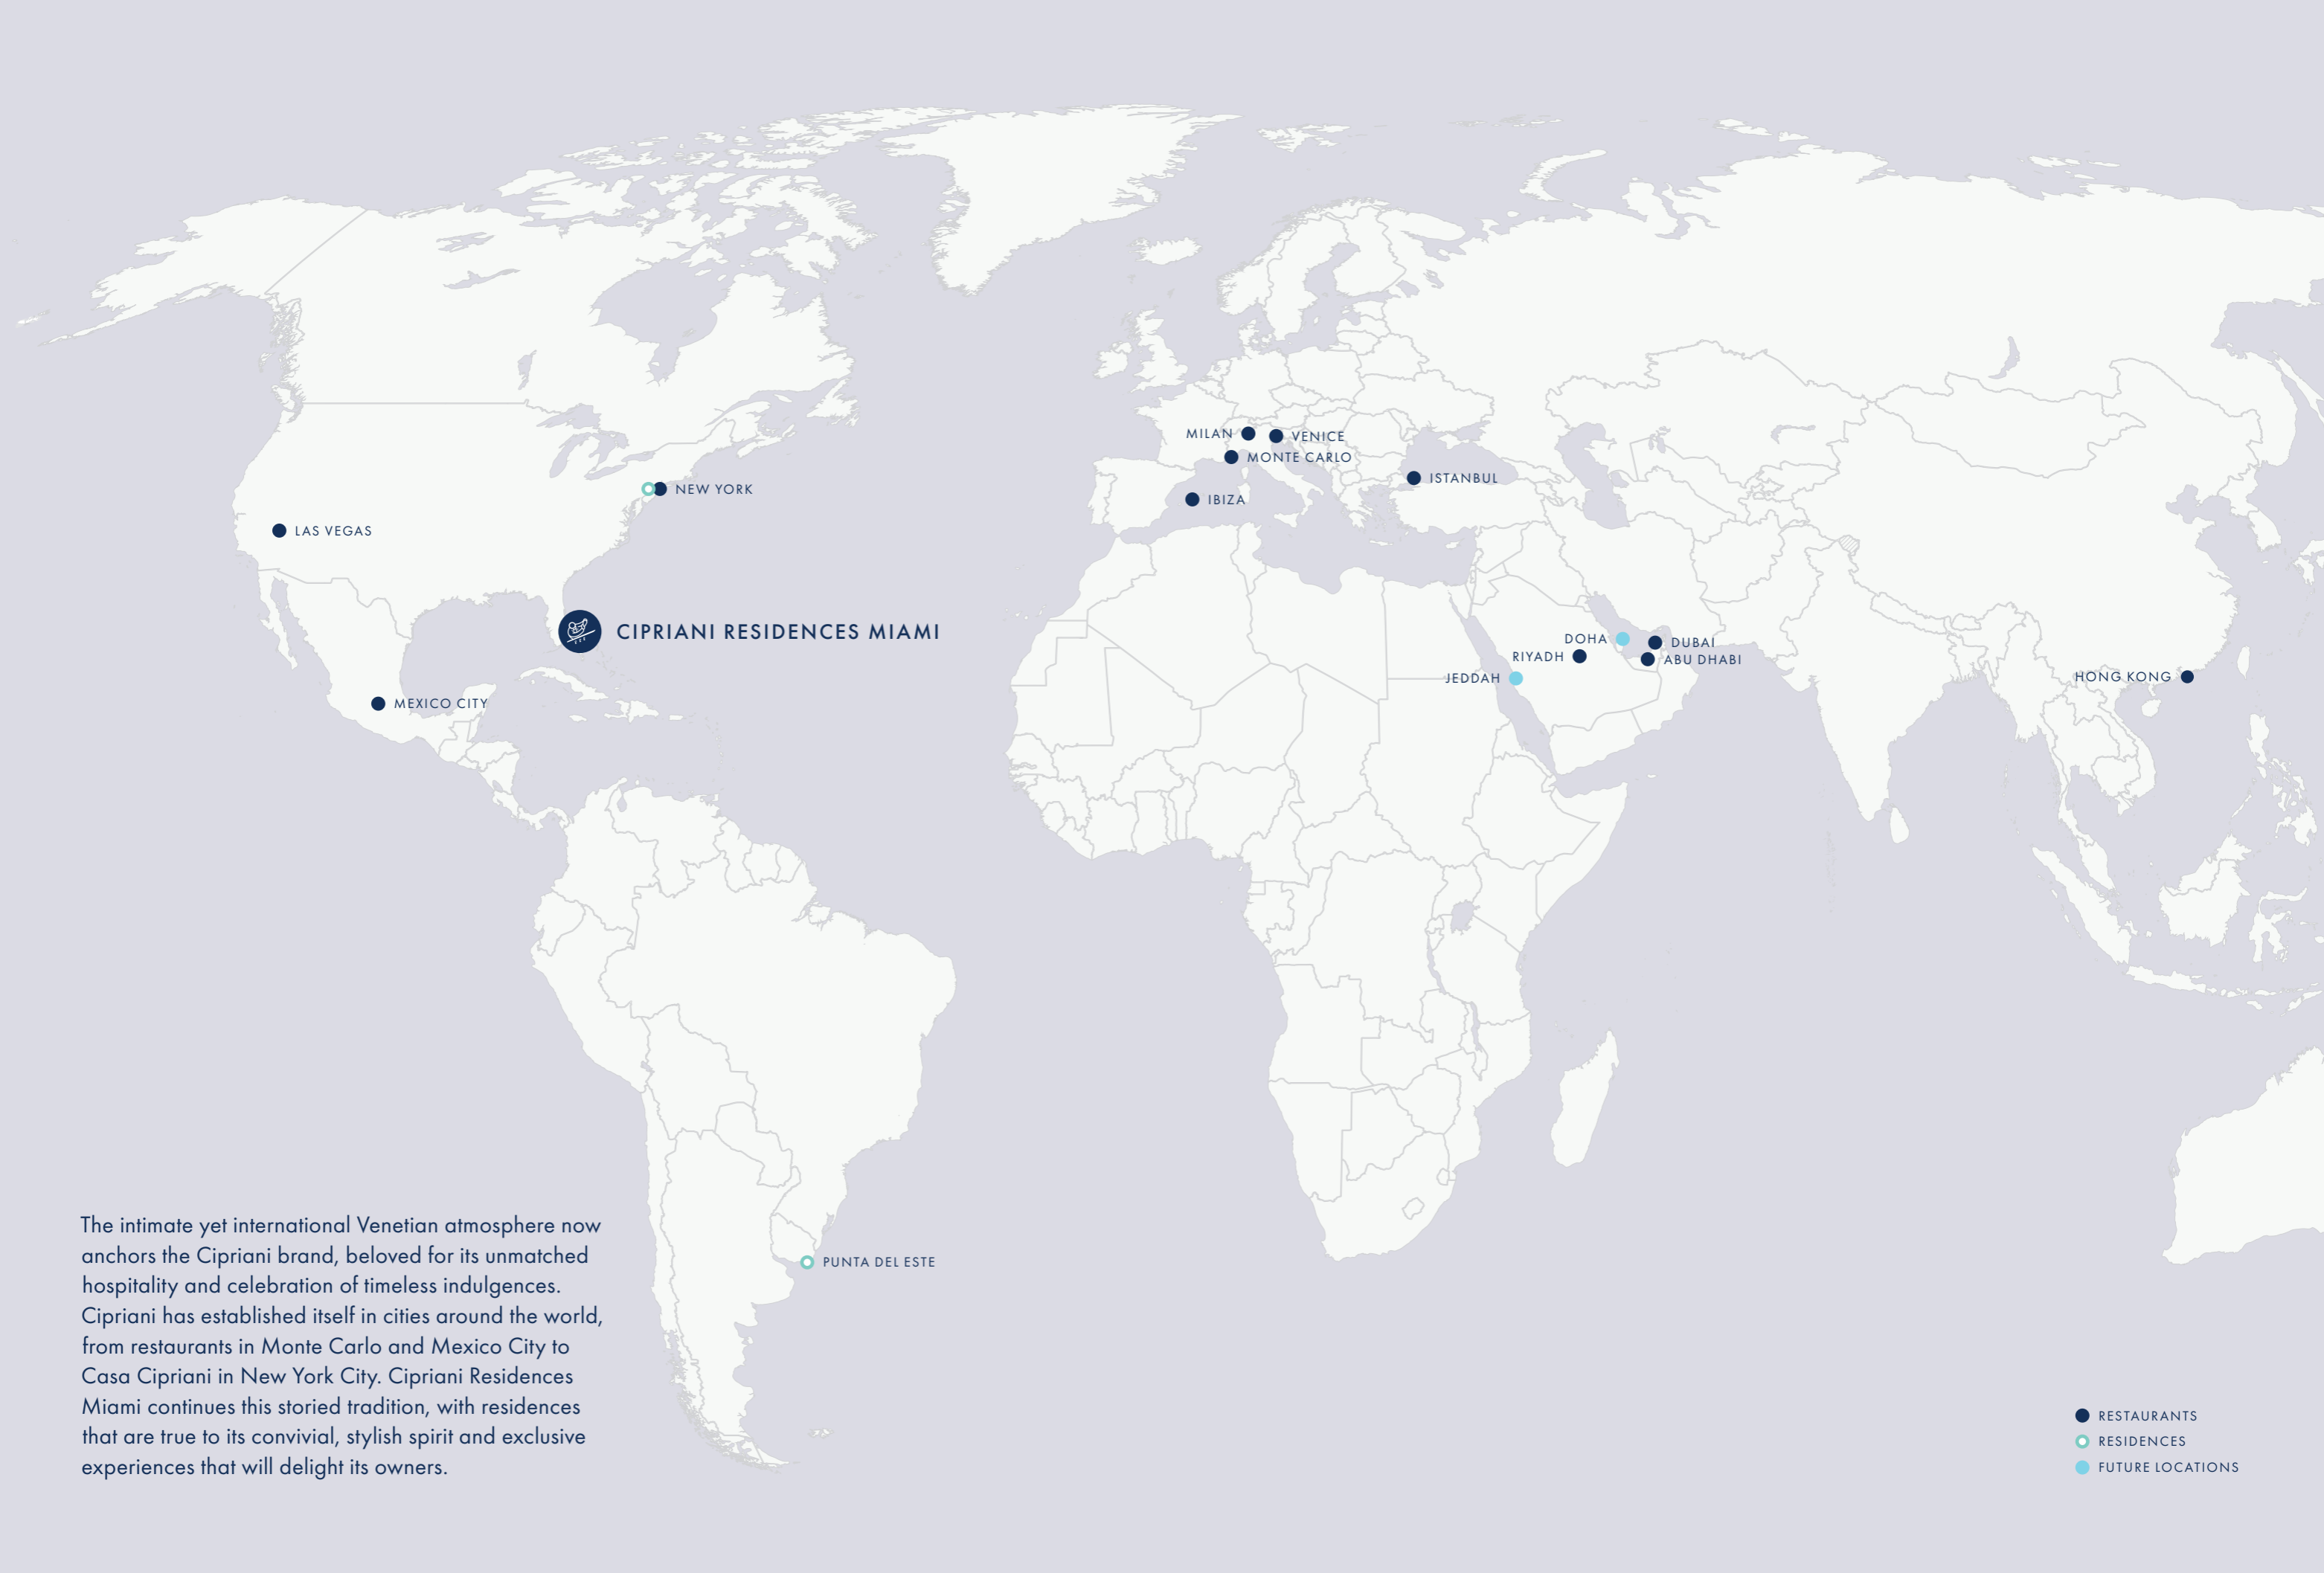 MILAN
VENICE
MONTE CARLO
ISTANBUL
NEW YORK
IBIZA
LAS VEGAS
CIPRIANI RESIDENCES MIAMI
DOHA
DUBAI
RIYADH
ABU DHABI
JEDDAH
HONG KONG
MEXICO CITY
PUNTA DEL ESTE
The intimate yet international Venetian atmosphere now
anchors the Cipriani brand, beloved for its unmatched
hospitality and celebration of timeless indulgences.
Cipriani has established itself in cities around the world,
from restaurants in Monte Carlo and Mexico City to
Casa Cipriani in New York City. Cipriani Residences
Miami continues this storied tradition, with residences
that are true to its convivial, stylish spirit and exclusive
experiences that will delight its owners.
RESTAURANTS
RESIDENCES
FUTURE LOCATIONS